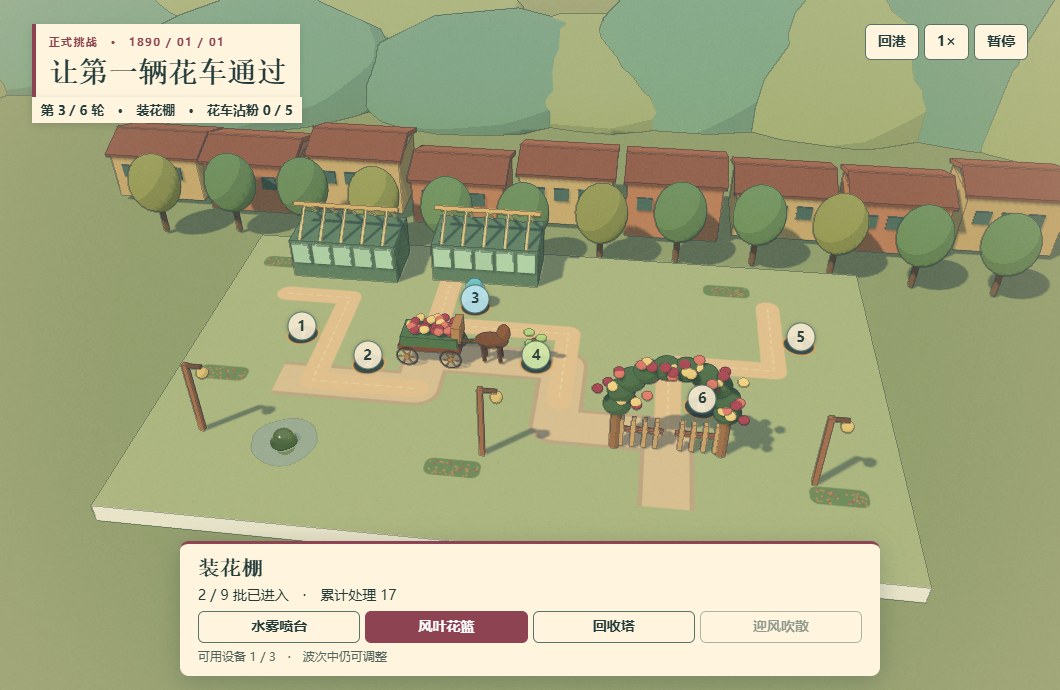 正式挑战 • 1890 / 01 / 01
让第一辆花车通过
第 3 / 6 轮 • 装花棚 • 花车沾粉 0 / 5
回港
1×
暂停
1
2
3
4
5
6
装花棚
2 / 9 批已进入 · 累计处理 17
水雾喷台
风叶花篮
回收塔
迎风吹散
可用设备 1 / 3 · 波次中仍可调整